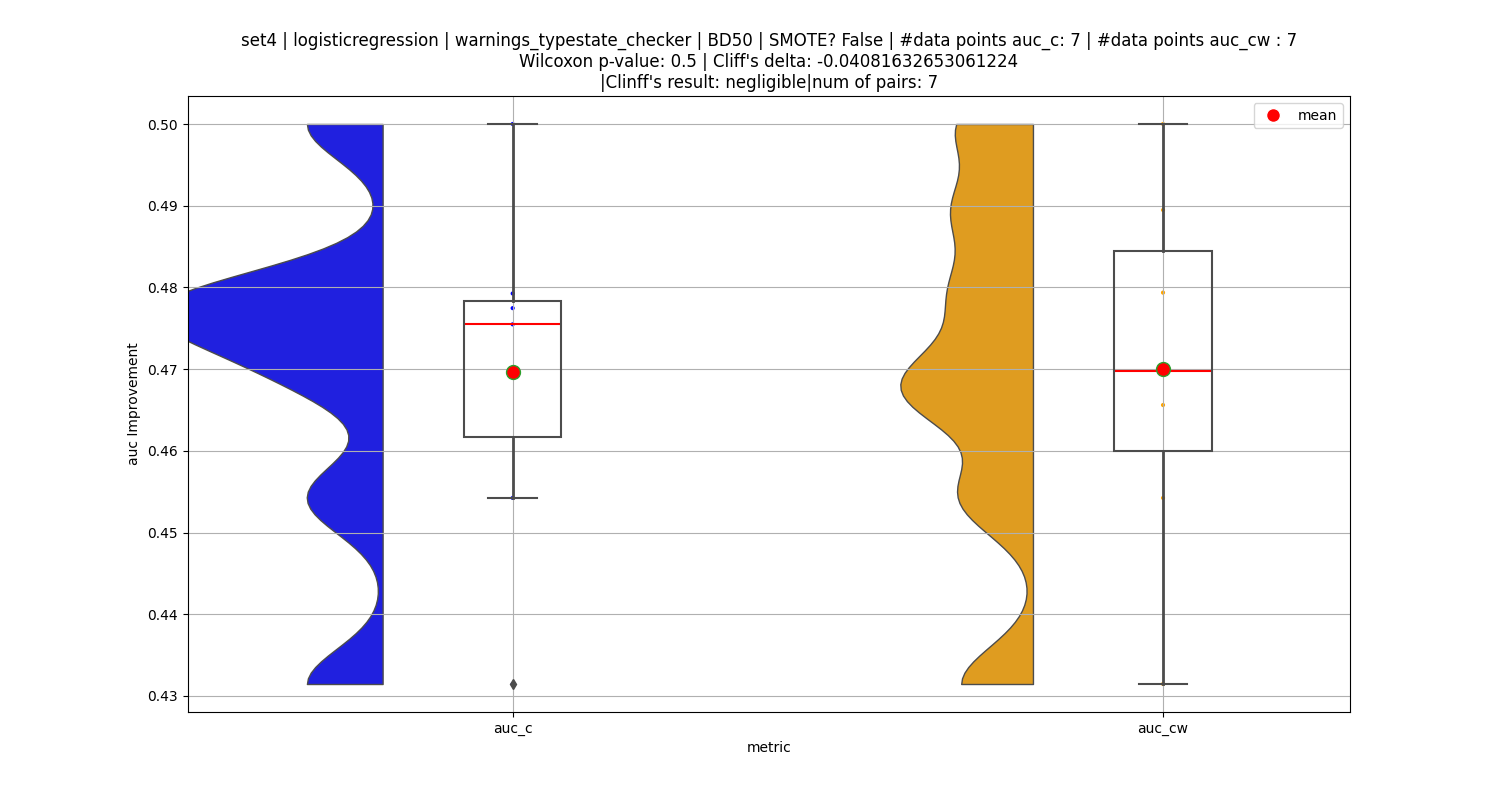 set4 | logisticregression | warnings_typestate_checker | BD50 | SMOTE? False | #data points auc_c: 7 | #data points auc_cw : 7
Wilcoxon p-value: 0.5 | Cliff's delta: -0.04081632653061224
|Clinff's result: negligible|num of pairs: 7
mean
0.50
0.49
0.48
0.47
0.46
0.45
0.44
0.43
auc Improvement
auc_c
auc_cw
metric